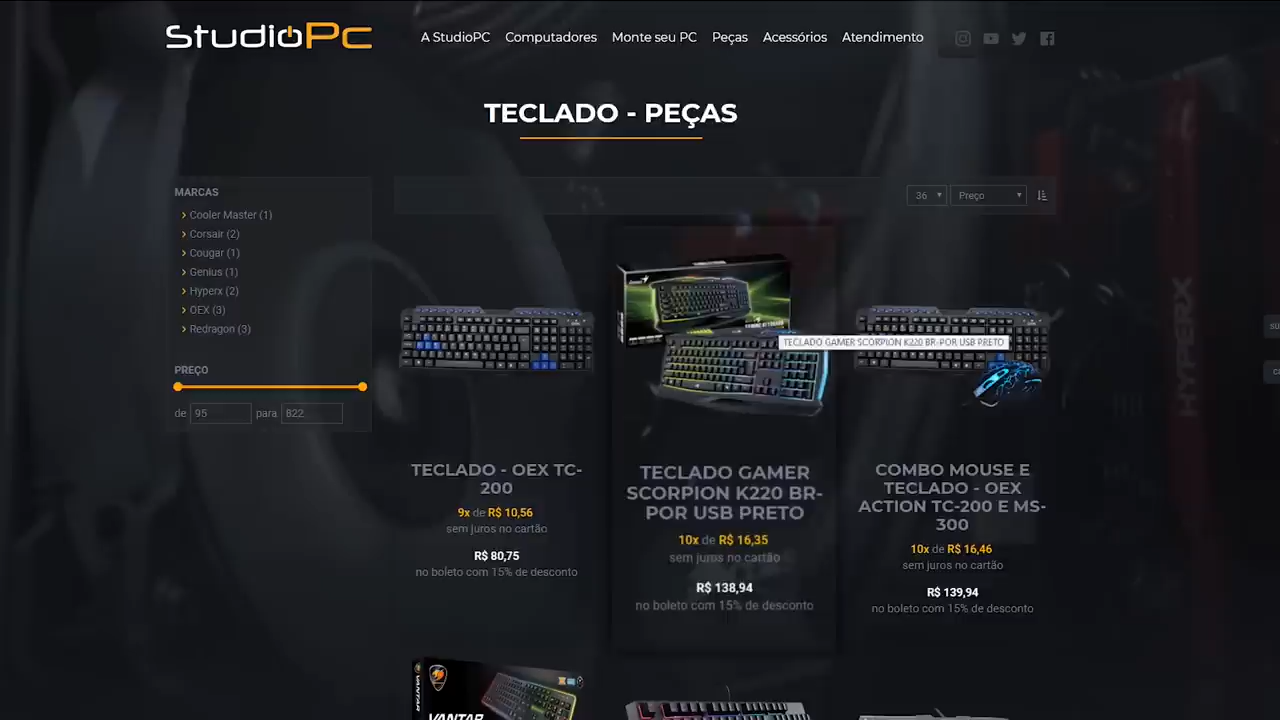 StudioPc
A StudioPC
Computadores
Monte seu PC
Peças
Acessórios
Atendimento
TECLADO - PEÇAS
MARCAS
Cooler Master (1)
Corsair (2)
Cougar (1)
Genius (1)
Hyperx (2)
OEX (3)
Redragon (3)
PREÇO
de 95 para 822
36
Preço
TECLADO - OEX TC-
200
9x de R$ 10,56
sem juros no cartão
R$ 80,75
no boleto com 15% de desconto
TECLADO GAMER SCORPION K220 BR-POR USB PRETO
TECLADO GAMER
SCORPION K220 BR-
POR USB PRETO
10x de R$ 16,35
sem juros no cartão
R$ 138,94
no boleto com 15% de desconto
COMBO MOUSE E
TECLADO - OEX
ACTION TC-200 E MS-
300
10x de R$ 16,46
sem juros no cartão
R$ 139,94
no boleto com 15% de desconto
HYPERX
VANTAR
VANTAR